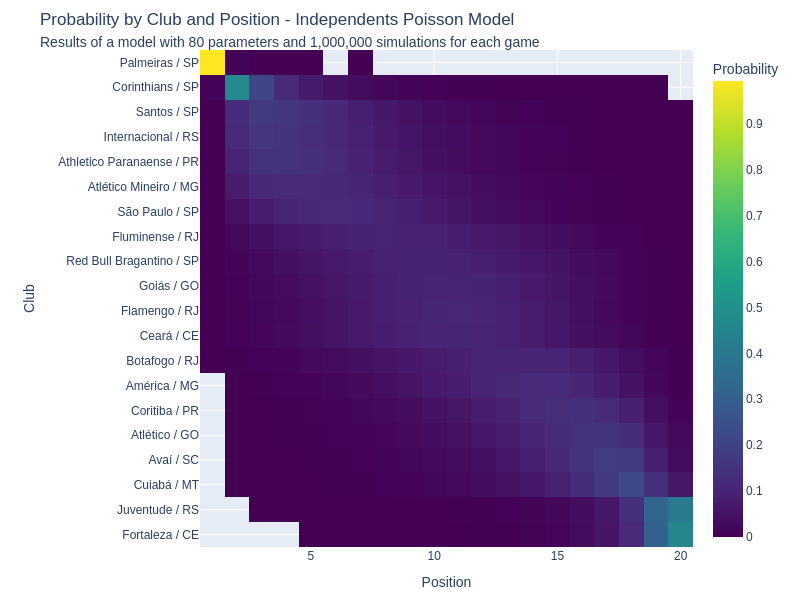 Probability by Club and Position - Independents Poisson Model
Results of a model with 80 parameters and 1,000,000 simulations for each game
Probability
Palmeiras / SP
Corinthians / SP
Santos / SP
Internacional / RS
Athletico Paranaense / PR
Atlético Mineiro / MG
São Paulo / SP
Fluminense / RJ
Red Bull Bragantino / SP
Goiás / GO
Flamengo / RJ
Ceará / CE
Botafogo / RJ
América / MG
Coritiba / PR
Atlético / GO
Avaí / SC
Cuiabá / MT
Juventude / RS
Fortaleza / CE
Club
5
10
15
20
Position
0.9
0.8
0.7
0.6
0.5
0.4
0.3
0.2
0.1
0